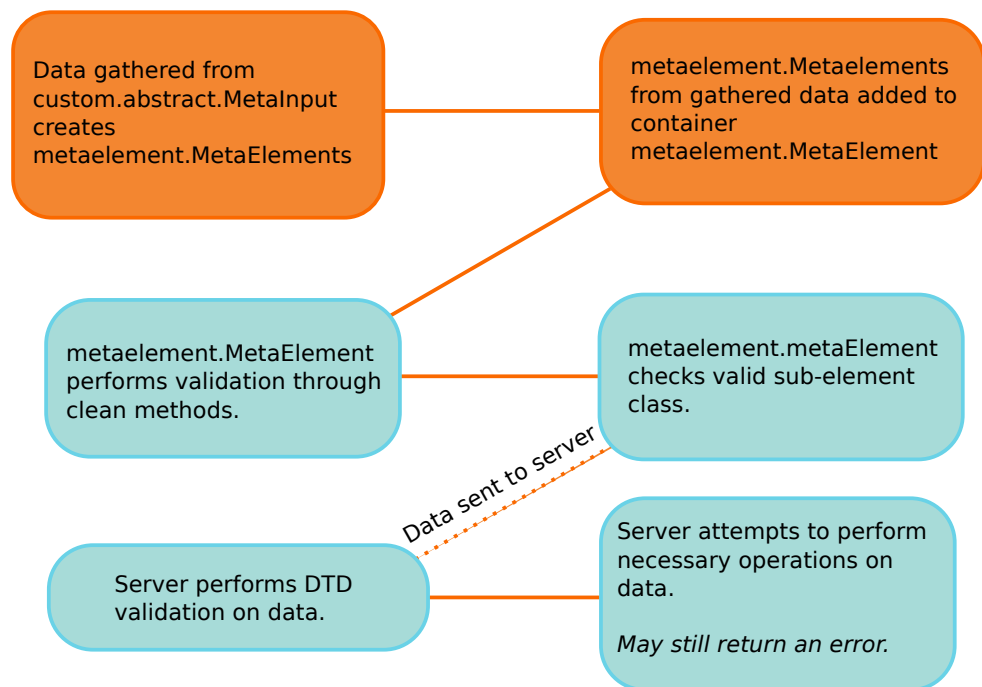 Data gathered from
custom.abstract.MetaInput
creates
metaelement.MetaElements
metaelement.Metaelements
from gathered data added to
container
metaelement.MetaElement
metaelement.MetaElement
performs validation through
clean methods.
metaelement.metaElement
checks valid sub-element
class.
Data sent to server
Server performs DTD
validation on data.
Server attempts to perform
necessary operations on
data.
May still return an error.